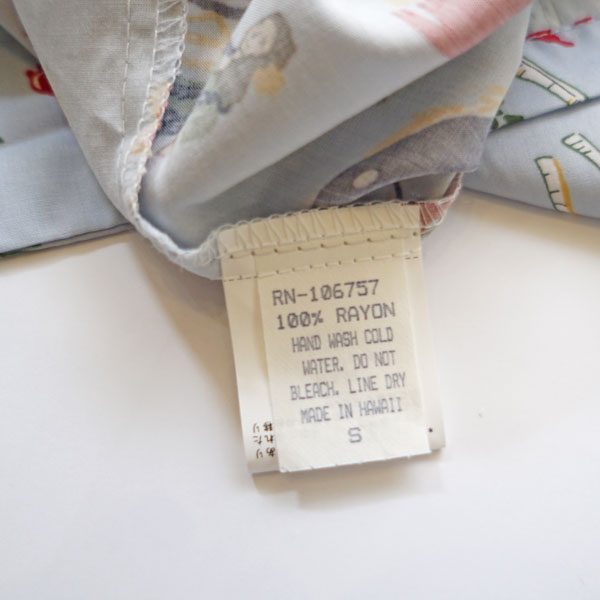 RN-106757
100% RAYON
HAND WASH COLD
WATER. DO NOT
BLEACH. LINE DRY
MADE IN HAWAII
S